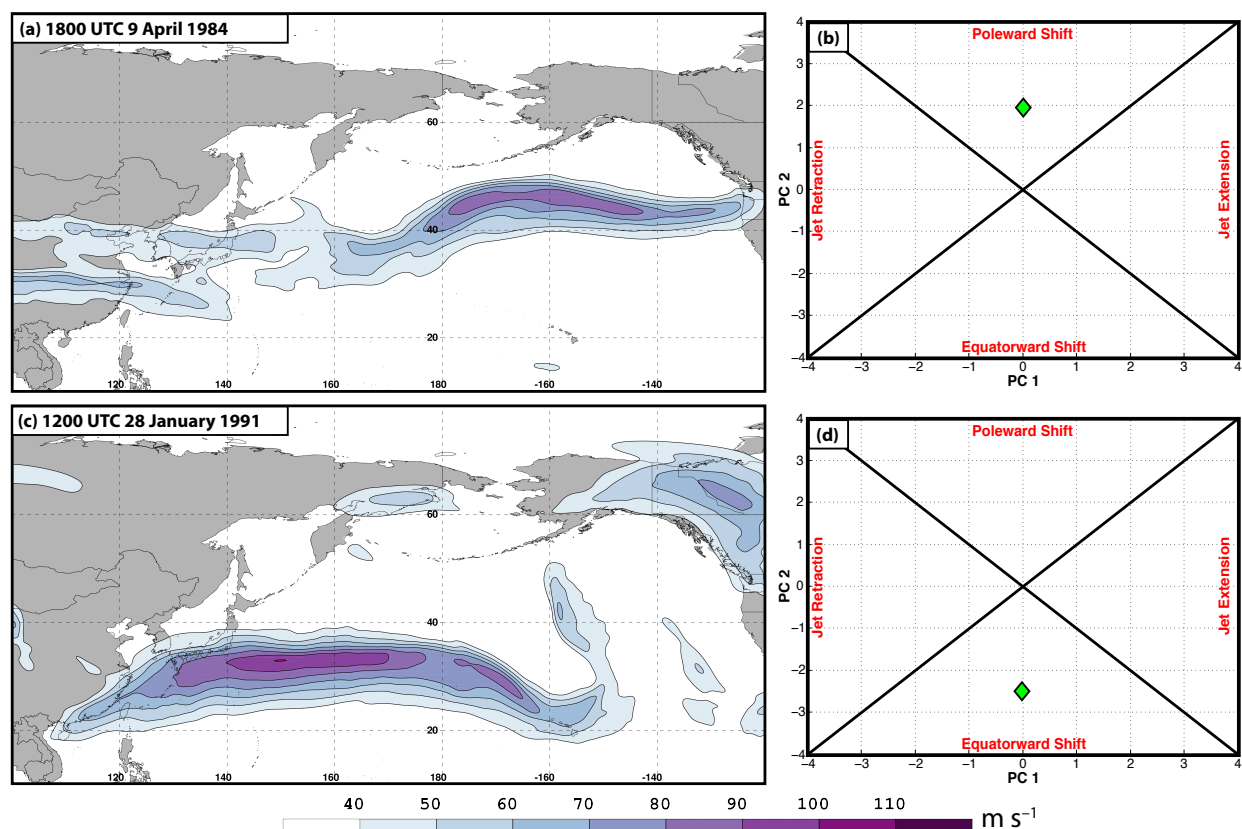 (a) 1800 UTC 9 April 1984
60
40
20
120
140
160
-180
-160
-140
(b)
Poleward Shift
Jet Retraction
Jet Extension
Equatorward Shift
PC 2
4
3
2
1
0
−1
−2
−3
−4
−4 −3 −2 −1 0 1 2 3 4
PC 1
(c) 1200 UTC 28 January 1991
60
40
20
120
140
160
-180
-160
-140
(d)
Poleward Shift
Jet Retraction
Jet Extension
Equatorward Shift
PC 2
4
3
2
1
0
−1
−2
−3
−4
−4 −3 −2 −1 0 1 2 3 4
PC 1
40 50 60 70 80 90 100 110 m s⁻¹